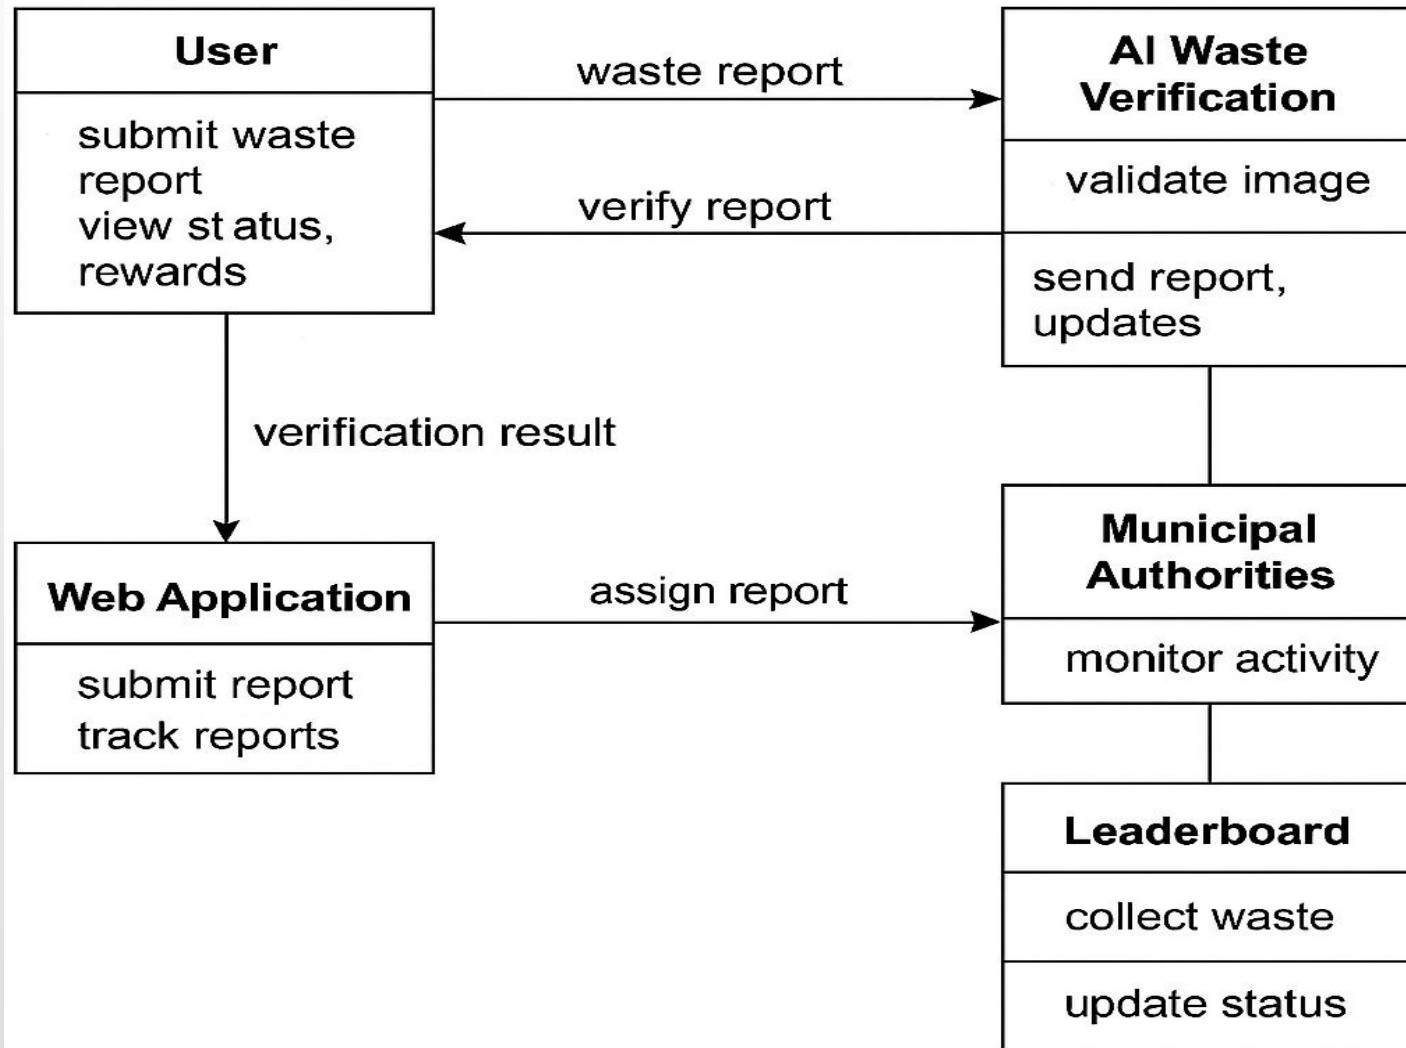 User
submit waste
report
view st atus,
rewards
waste report
verify report
AI Waste
Verification
validate image
send report,
updates
verification result
Web Application
submit report
track reports
assign report
Municipal
Authorities
monitor activity
Leaderboard
collect waste
update status